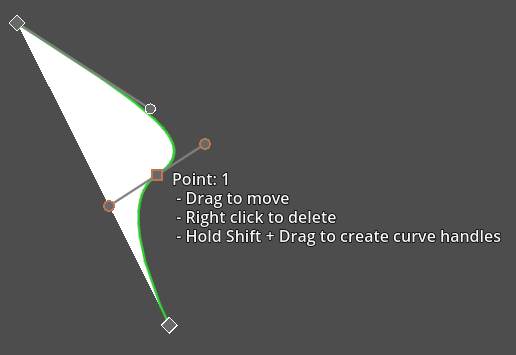 Point: 1
- Drag to move
- Right click to delete
- Hold Shift + Drag to create curve handles